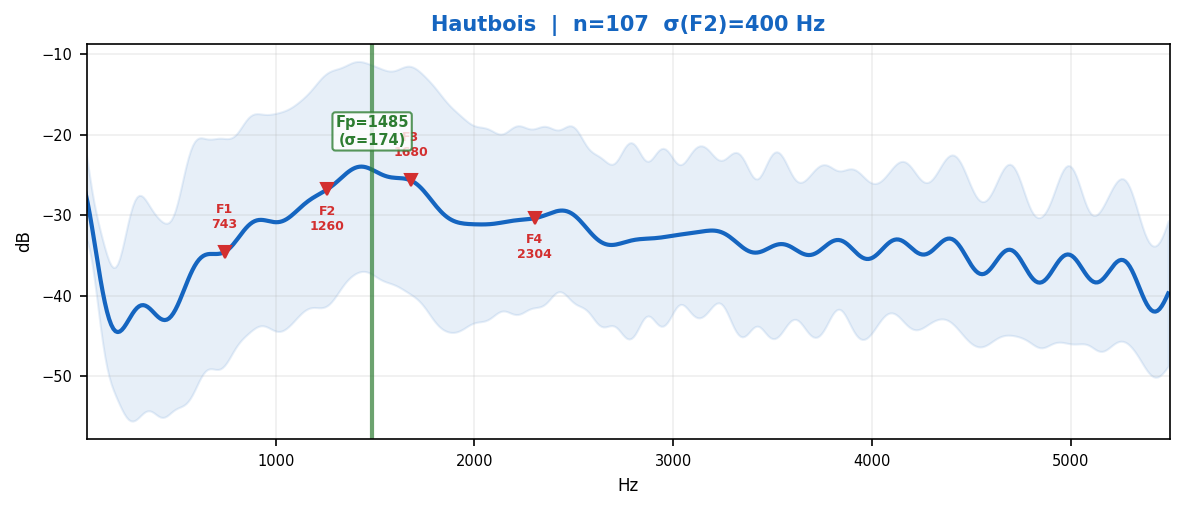 Hautbois | n=107 σ(F2)=400 Hz
dB
−10
−20
−30
−40
−50
F1
743
F2
1260
Fp=1485
(σ=174)
F3
1680
F4
2304
1000
2000
3000
4000
5000
Hz